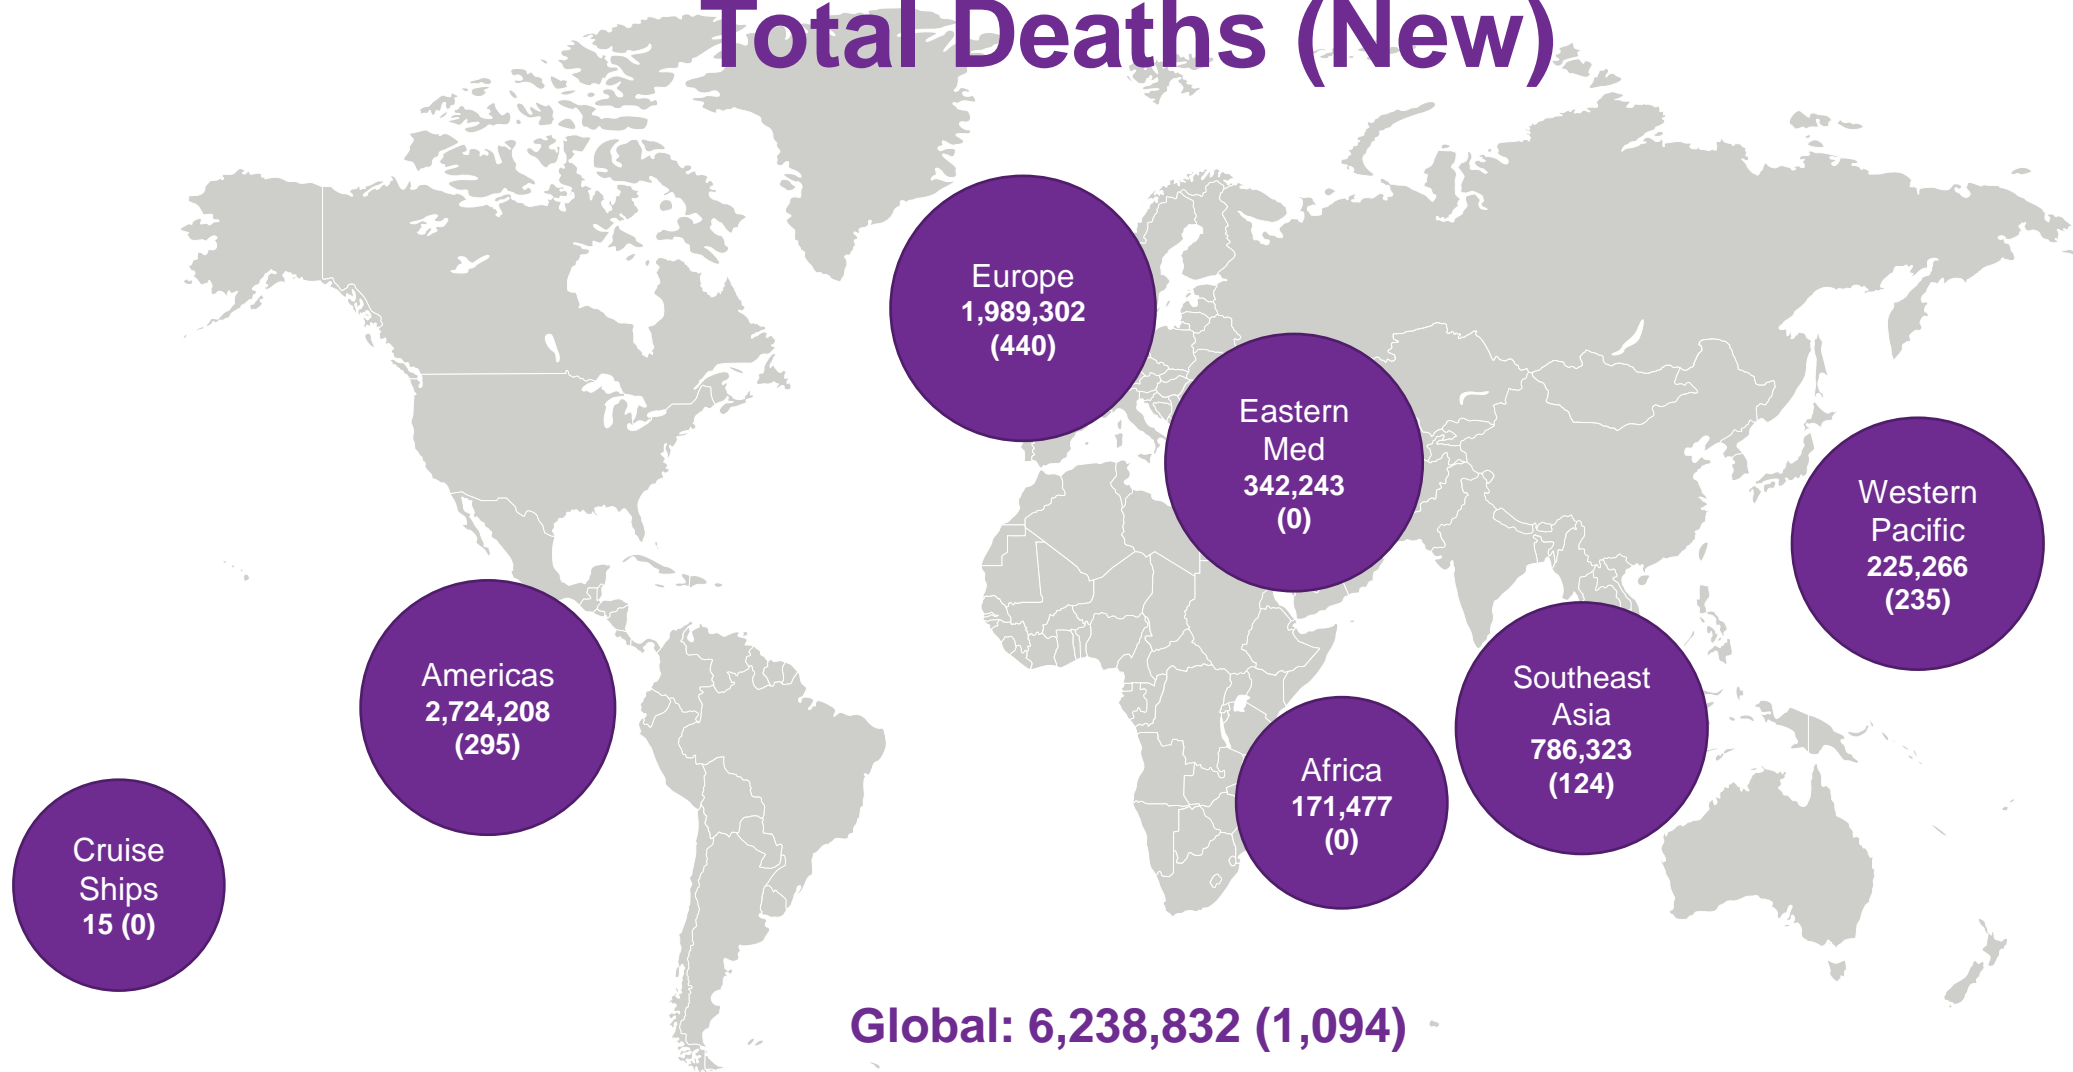 Total Deaths (New)
Europe
1,989,302
(440)
Eastern
Med
342,243
(0)
Western
Pacific
225,266
(235)
Americas
2,724,208
(295)
Southeast
Asia
786,323
(124)
Africa
171,477
(0)
Cruise
Ships
15 (0)
Global: 6,238,832 (1,094)